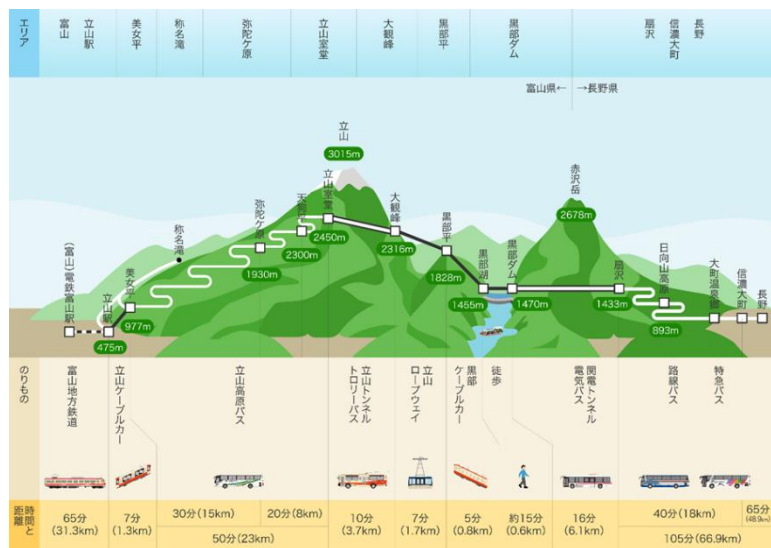 エリア
富山
立山駅
美女平
称名滝
弥陀ケ原
立山室堂
大観峰
黒部平
黒部ダム
扇沢
信濃大町
長野
富山県← →長野県
立山
3015m
赤沢岳
2678m
(富山)電鉄富山駅
立山駅
475m
美女平
977m
称名滝
弥陀ケ原
1930m
2300m
立山室堂
2450m
大観峰
2316m
黒部平
1828m
黒部湖
1455m
黒部ダム
1470m
扇沢
1433m
日向山高原
893m
大町温泉郷
信濃大町
長野
のりもの
富山地方鉄道
立山ケーブルカー
立山高原バス
立山トンネル
トロリーバス
立山
ロープウェイ
黒部
ケーブルカー
徒歩
関電トンネル
電気バス
路線バス
特急バス
時間と
距離
65分
(31.3km)
7分
(1.3km)
30分(15km)
20分(8km)
50分(23km)
10分
(3.7km)
7分
(1.7km)
5分
(0.8km)
約15分
(0.6km)
16分
(6.1km)
40分(18km)
65分
(48.9km)
105分(66.9km)